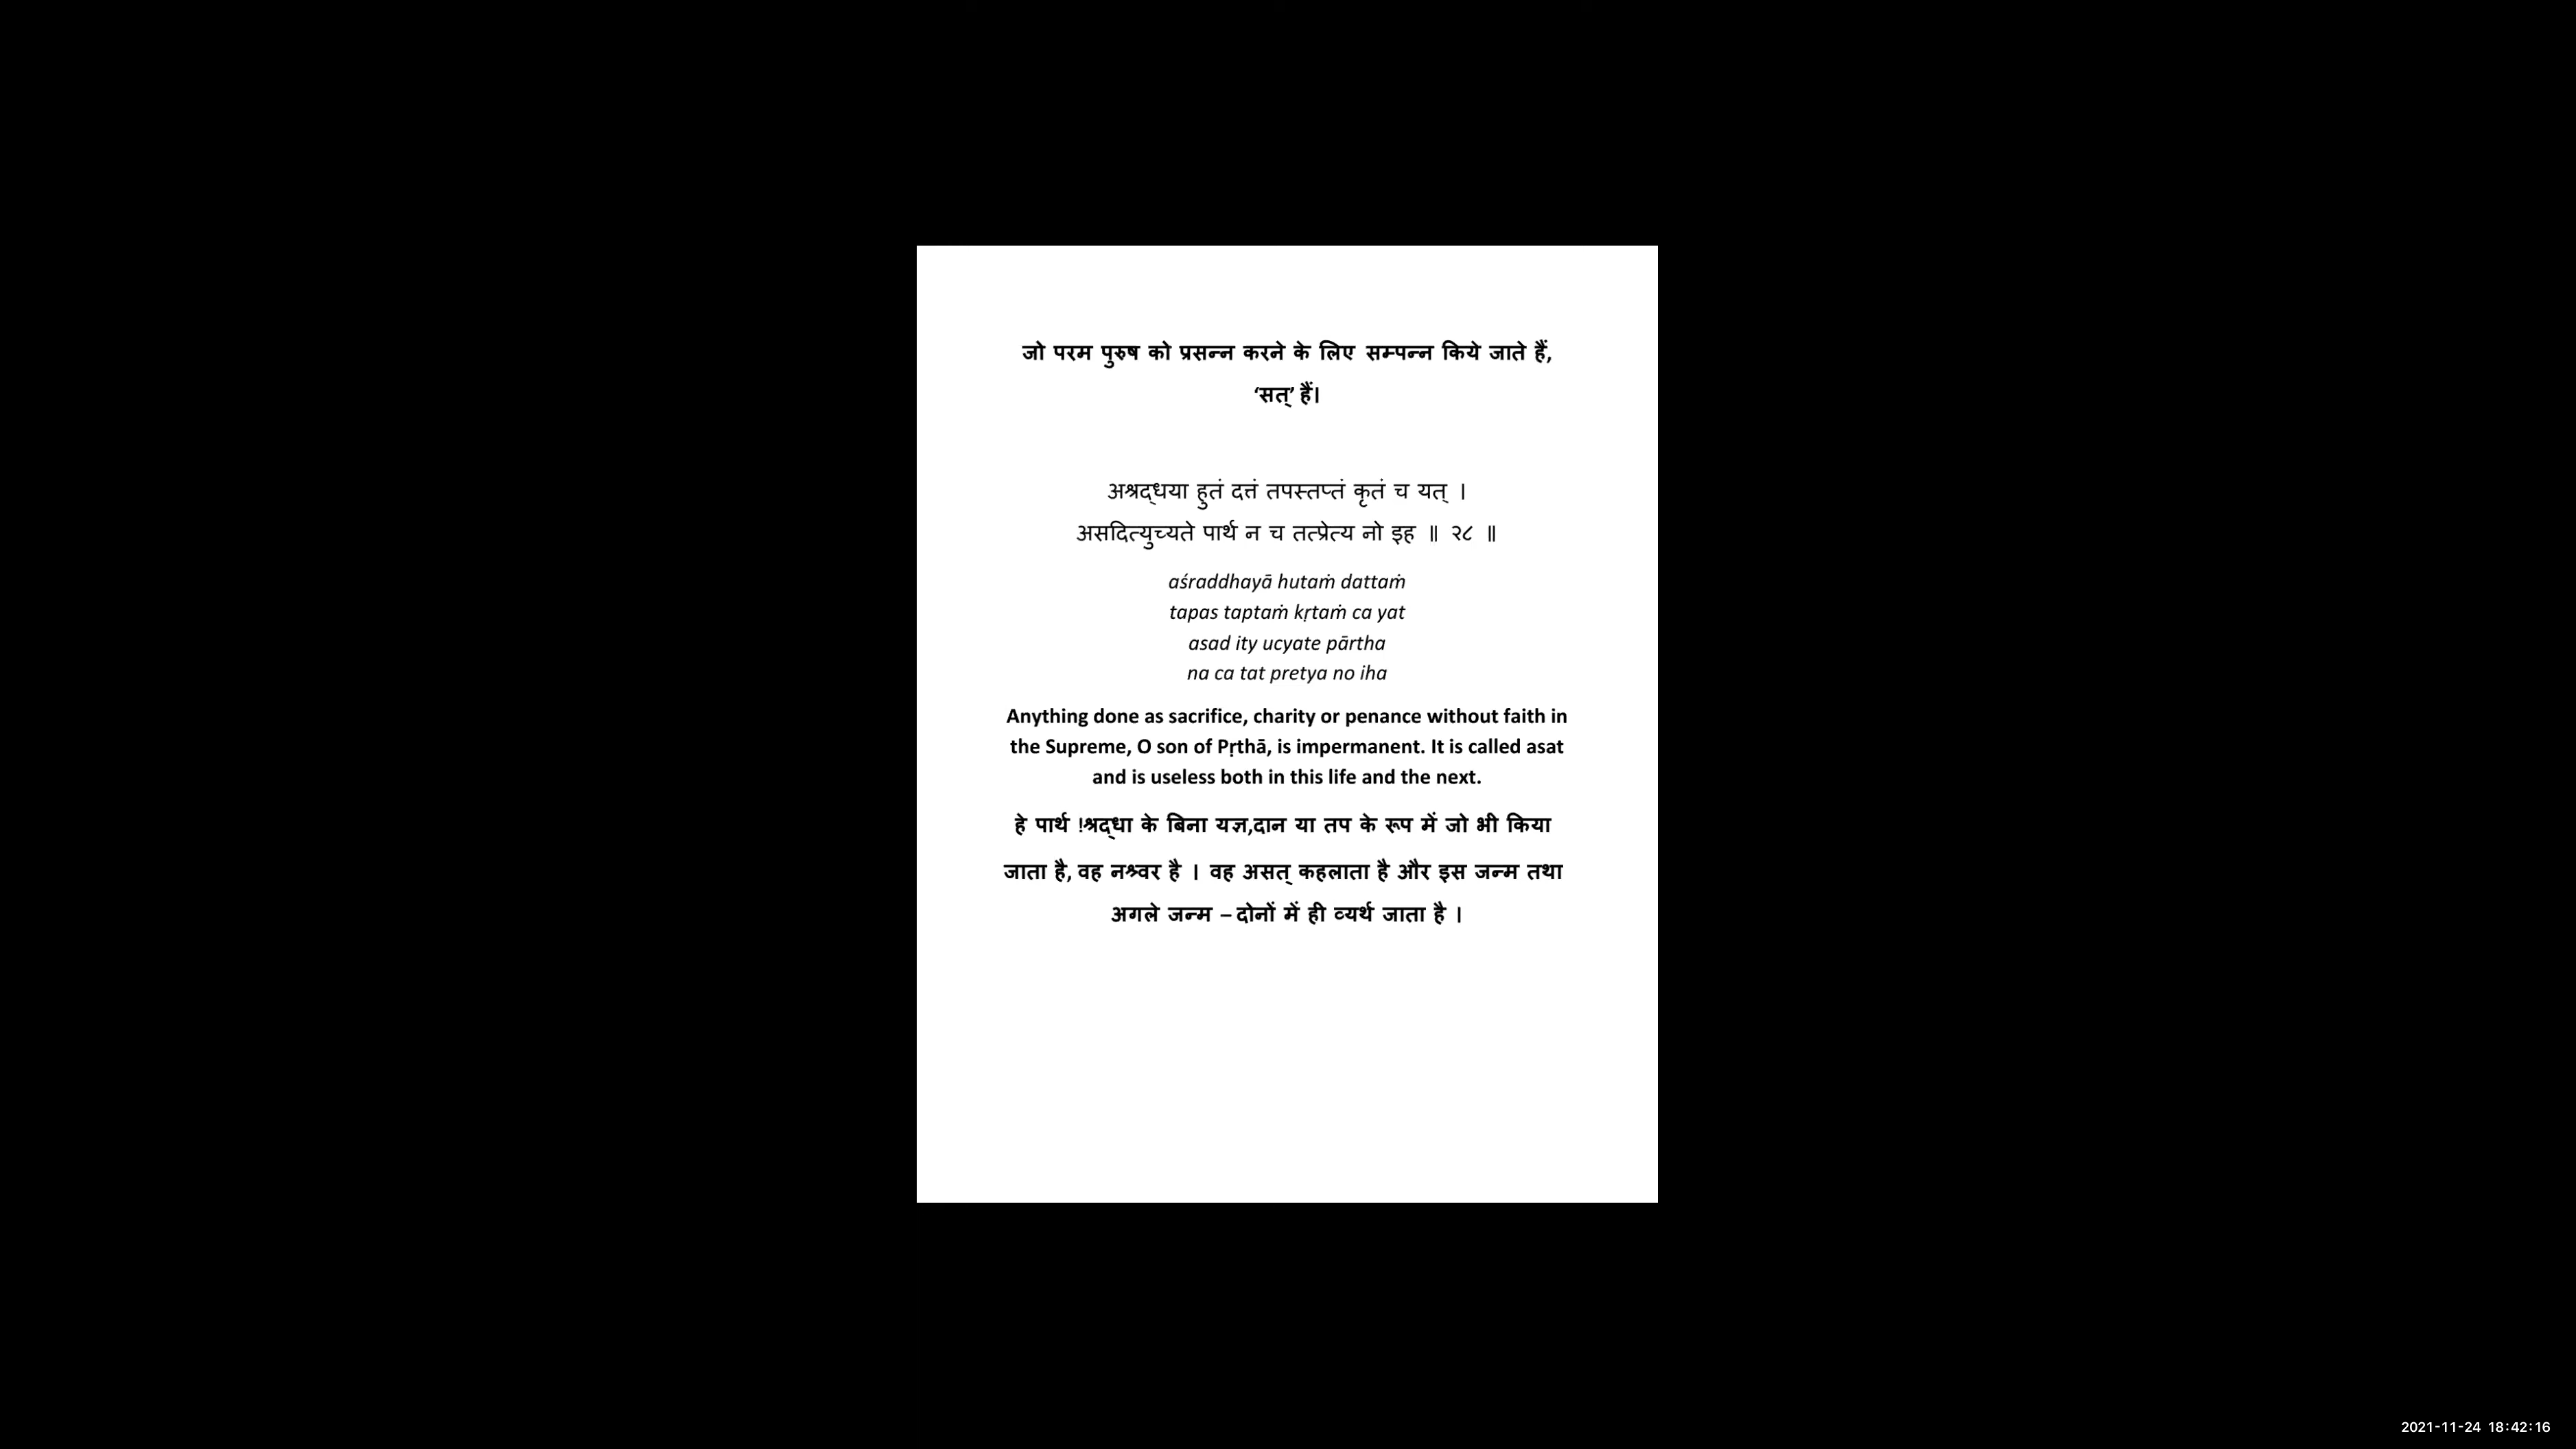 जो परम पुरुष को प्रसन्न करने के लिए सम्पन्न किये जाते हैं,
‘सत्’ हैं।
अश्रद्धया हुतं दत्तं तपस्तप्तं कृतं च यत् ।
असदित्युच्यते पार्थ न च तत्प्रेत्य नो इह ॥ २८ ॥
aśraddhayā hutaṁ dattaṁ
tapas taptaṁ kṛtaṁ ca yat
asad ity ucyate pārtha
na ca tat pretya no iha
Anything done as sacrifice, charity or penance without faith in
the Supreme, O son of Pṛthā, is impermanent. It is called asat
and is useless both in this life and the next.
हे पार्थ !श्रद्धा के बिना यज्ञ,दान या तप के रूप में जो भी किया
जाता है, वह नश्र्वर है । वह असत् कहलाता है और इस जन्म तथा
अगले जन्म – दोनों में ही व्यर्थ जाता है ।
2021-11-24 18:42:16